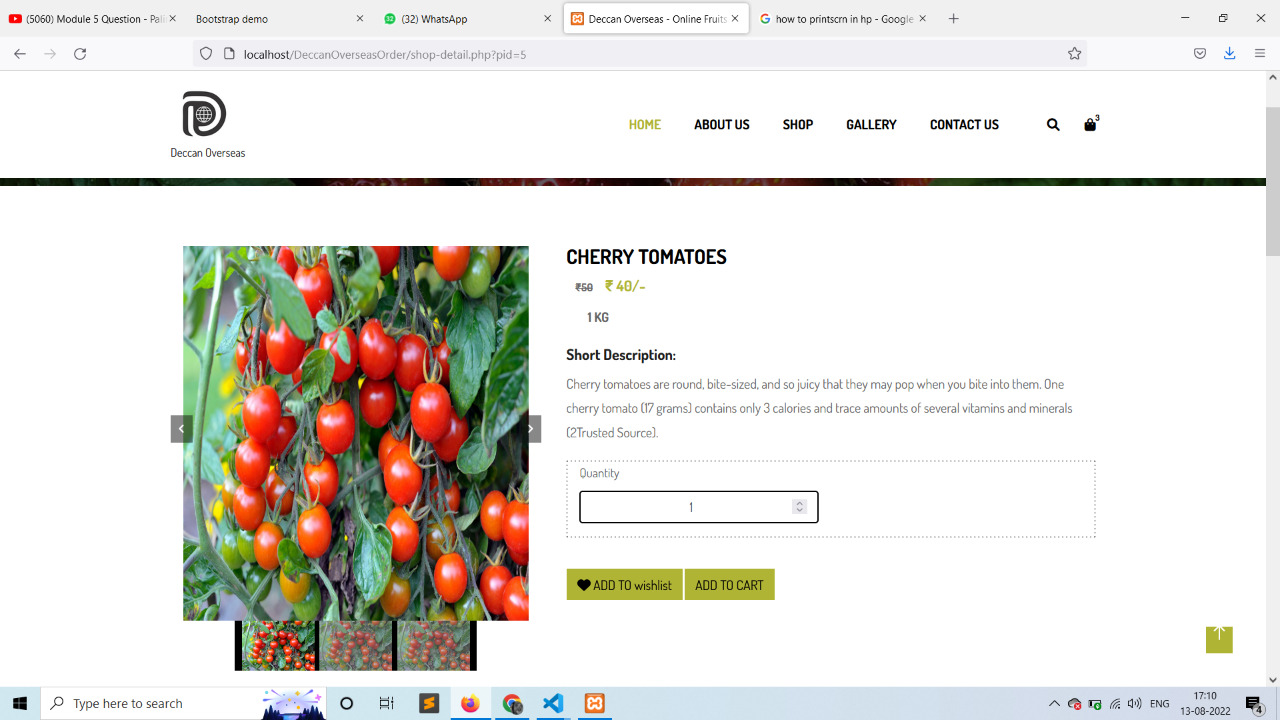 (5060) Module 5 Question - Pali
Bootstrap demo
32
(32) WhatsApp
Deccan Overseas - Online Fruits
how to printscrn in hp - Google
localhost/DeccanOverseasOrder/shop-detail.php?pid=5
Deccan Overseas
HOME
ABOUT US
SHOP
GALLERY
CONTACT US
3
CHERRY TOMATOES
₹50 ₹ 40/-
1 KG
Short Description:
Cherry tomatoes are round, bite-sized, and so juicy that they may pop when you bite into them. One
cherry tomato (17 grams) contains only 3 calories and trace amounts of several vitamins and minerals
(2Trusted Source).
Quantity
1
ADD TO wishlist
ADD TO CART
Type here to search
ENG
17:10
13-08-2022
4